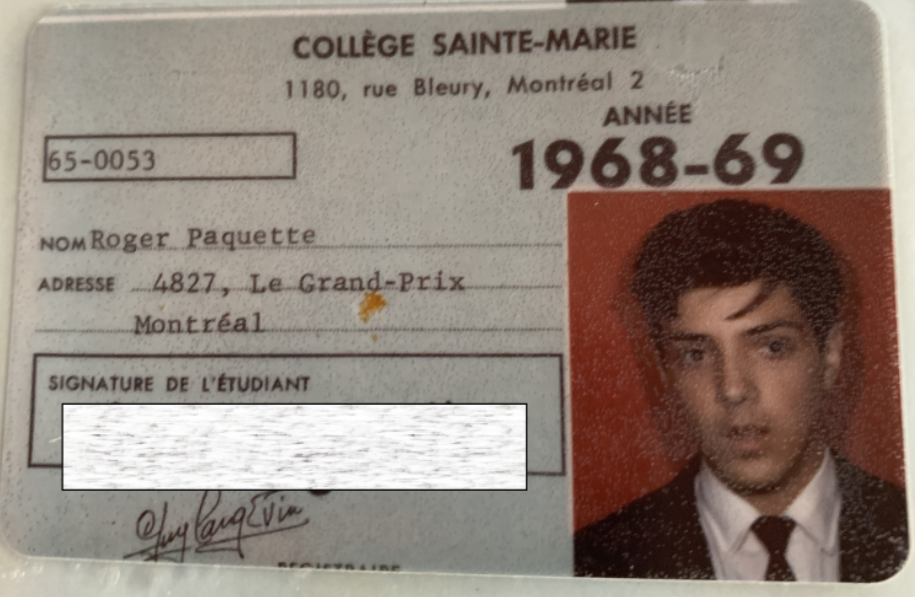 COLLÈGE SAINTE-MARIE
1180, rue Bleury, Montréal 2
ANNÉE
1968-69
65-0053
NOM Roger Paquette
ADRESSE 4827, Le Grand-Prix
Montréal
SIGNATURE DE L'ÉTUDIANT
REGISTRAIRE